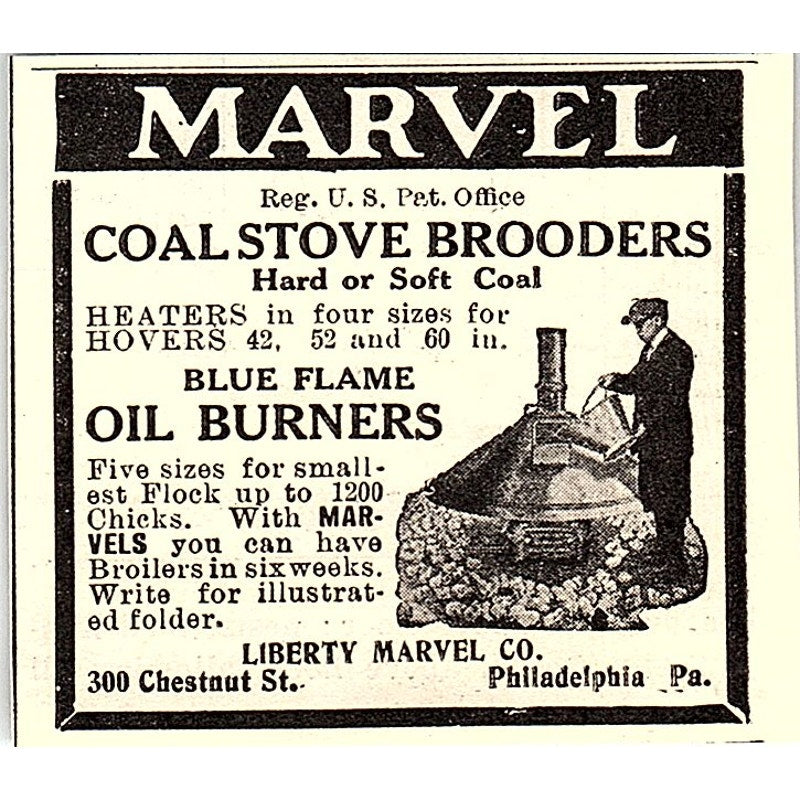 MARVEL
Reg. U. S. Pat. Office
COAL STOVE BROODERS
Hard or Soft Coal
HEATERS in four sizes for
HOVERS 42, 52 and 60 in.
BLUE FLAME
OIL BURNERS
Five sizes for small-
est Flock up to 1200
Chicks. With MAR-
VELS you can have
Broilers in six weeks.
Write for illustrat-
ed folder.
LIBERTY MARVEL CO.
300 Chestnut St. Philadelphia Pa.